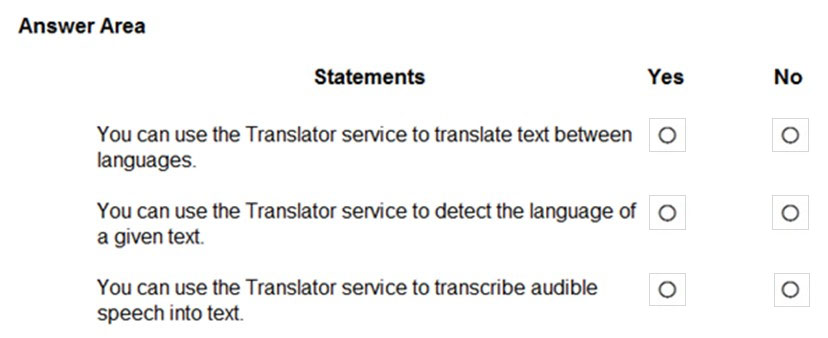 Answer Area
Statements Yes No
You can use the Translator service to translate text between
languages.
You can use the Translator service to detect the language of
a given text.
You can use the Translator service to transcribe audible
speech into text.